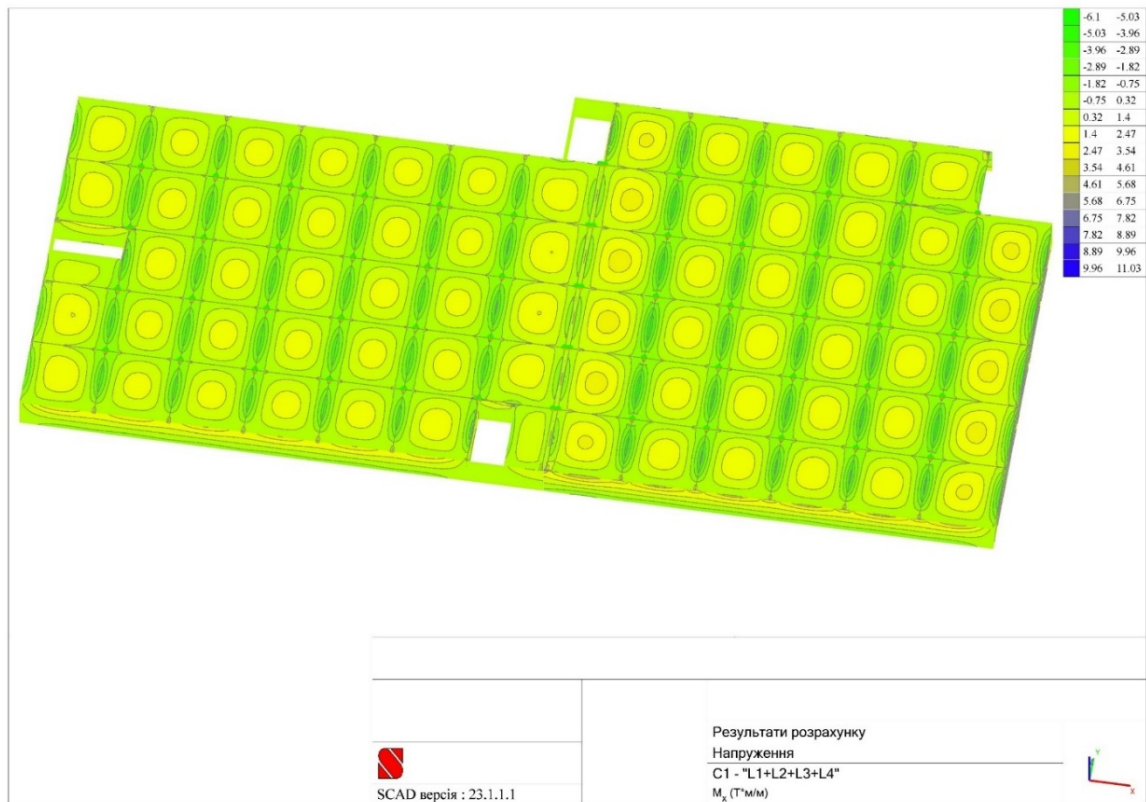 -6.1 -5.03
-5.03 -3.96
-3.96 -2.89
-2.89 -1.82
-1.82 -0.75
-0.75 0.32
0.32 1.4
1.4 2.47
2.47 3.54
3.54 4.61
4.61 5.68
5.68 6.75
6.75 7.82
7.82 8.89
8.89 9.96
9.96 11.03
Результати розрахунку
Напруження
C1 - "L1+L2+L3+L4"
Mx (Т*м/м)
SCAD версія : 23.1.1.1
Y
X